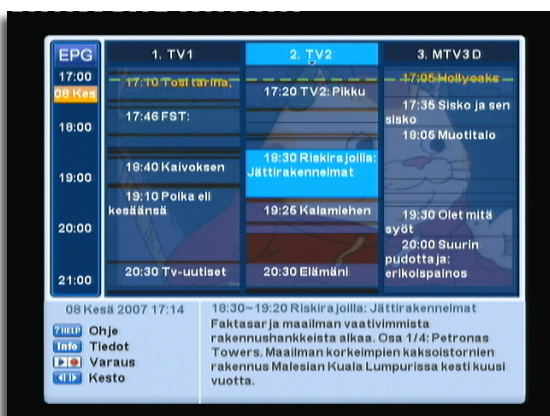 EPG 1. TV1 2. TV2 3. MTV3 D
17:00
08 Kes
18:00
19:00
20:00
21:00
17:10 Tosi tarina,
17:46 FST:
18:40 Kaivoksen
19:10 Poika eli
kesäänsä
20:30 Tv-uutiset
17:20 TV2: Pikku
18:30 Riskirajoilla:
Jättirakennelmat
19:25 Kalamiehen
20:30 Elämäni
17:05 Hollyoaks
17:35 Sisko ja sen
sisko
18:05 Muotitalo
19:30 Olet mitä
syöt
20:00 Suurin
pudottaja:
erikoispainos
08 Kesä 2007 17:14
? HELP Ohje
Info Tiedot
Varaus
Kesto
18:30~19:20 Riskirajoilla: Jättirakennelmat
Faktasarja maailman vaativimmista
rakennushankkeista alkaa. Osa 1/4: Petronas
Towers. Maailman korkeimpien kaksoistornien
rakennus Malesian Kuala Lumpurissa kesti kuusi
vuotta.